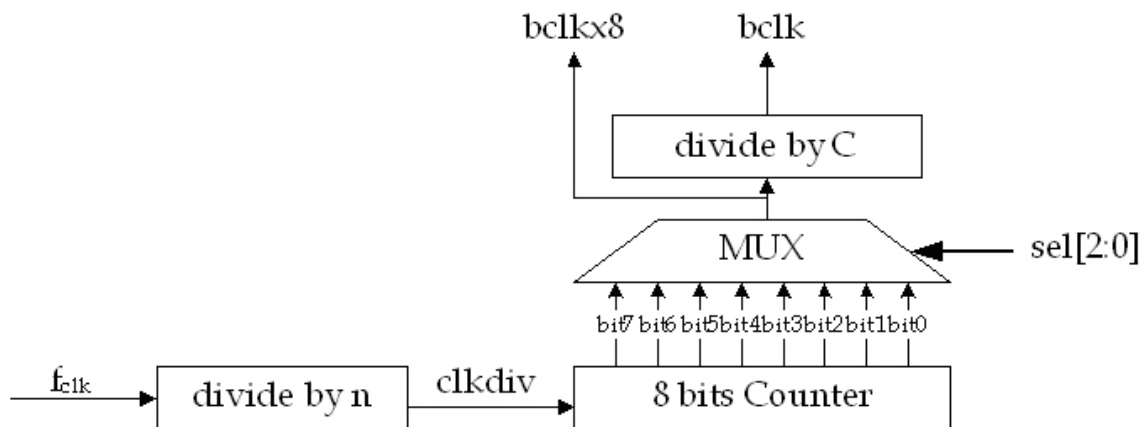 bclkx8 bclk
divide by C
MUX sel[2:0]
bit7 bit6 bit5 bit4 bit3 bit2 bit1 bit0
fclk divide by n clkdiv 8 bits Counter